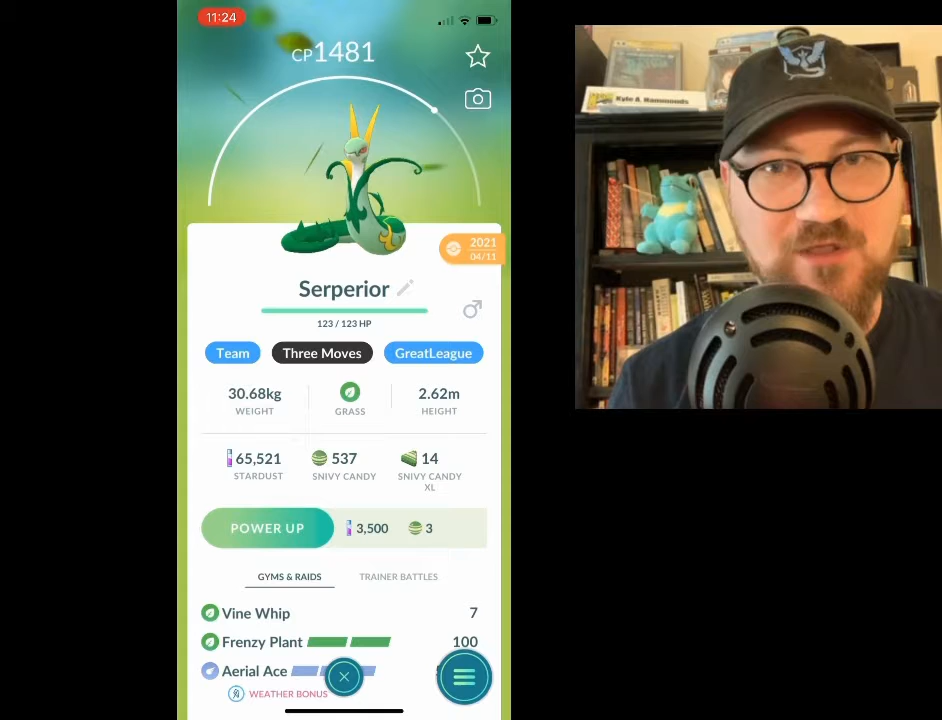 11:24
CP1481
2021
04/11
Serperior
123 / 123 HP
Team
Three Moves
GreatLeague
30.68kg
WEIGHT
GRASS
2.62m
HEIGHT
65,521
STARDUST
537
SNIVY CANDY
14
SNIVY CANDY
XL
POWER UP
3,500
3
GYMS & RAIDS
TRAINER BATTLES
Vine Whip
7
Frenzy Plant
100
Aerial Ace
WEATHER BONUS
Kyle A. Hammonds